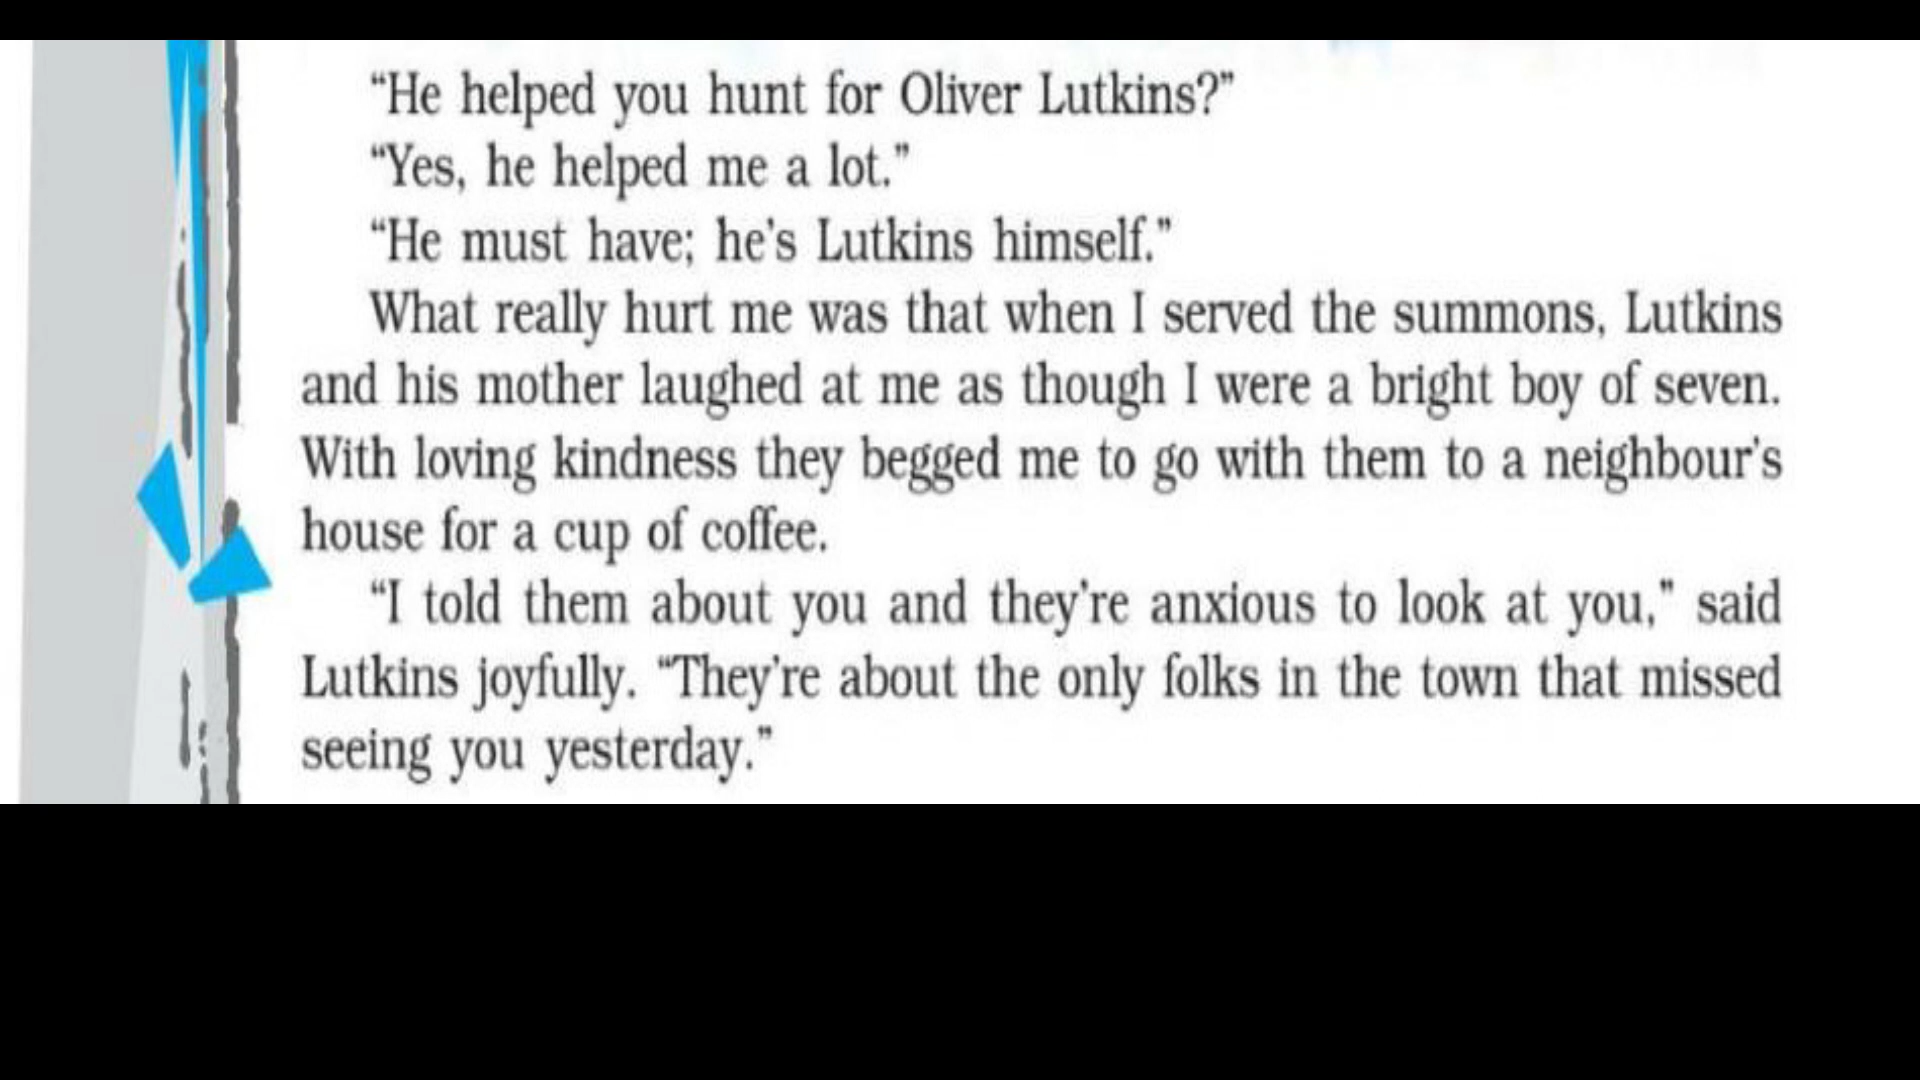 “He helped you hunt for Oliver Lutkins?”
“Yes, he helped me a lot.”
“He must have; he’s Lutkins himself.”
What really hurt me was that when I served the summons, Lutkins
and his mother laughed at me as though I were a bright boy of seven.
With loving kindness they begged me to go with them to a neighbour’s
house for a cup of coffee.
“I told them about you and they’re anxious to look at you,” said
Lutkins joyfully. “They’re about the only folks in the town that missed
seeing you yesterday.”